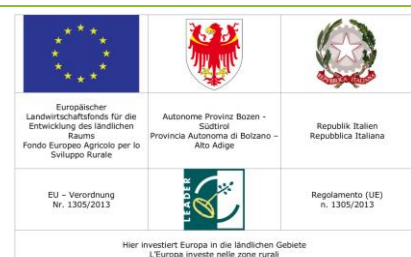 Europäischer
Landwirtschaftsfonds für die
Entwicklung des ländlichen
Raums
Fondo Europeo Agricolo per lo
Sviluppo Rurale
Autonome Provinz Bozen -
Südtirol
Provincia Autonoma di Bolzano –
Alto Adige
Republik Italien
Repubblica Italiana
EU – Verordnung
Nr. 1305/2013
LEADER
Regolamento (UE)
n. 1305/2013
Hier investiert Europa in die ländlichen Gebiete
L'Europa investe nelle zone rurali